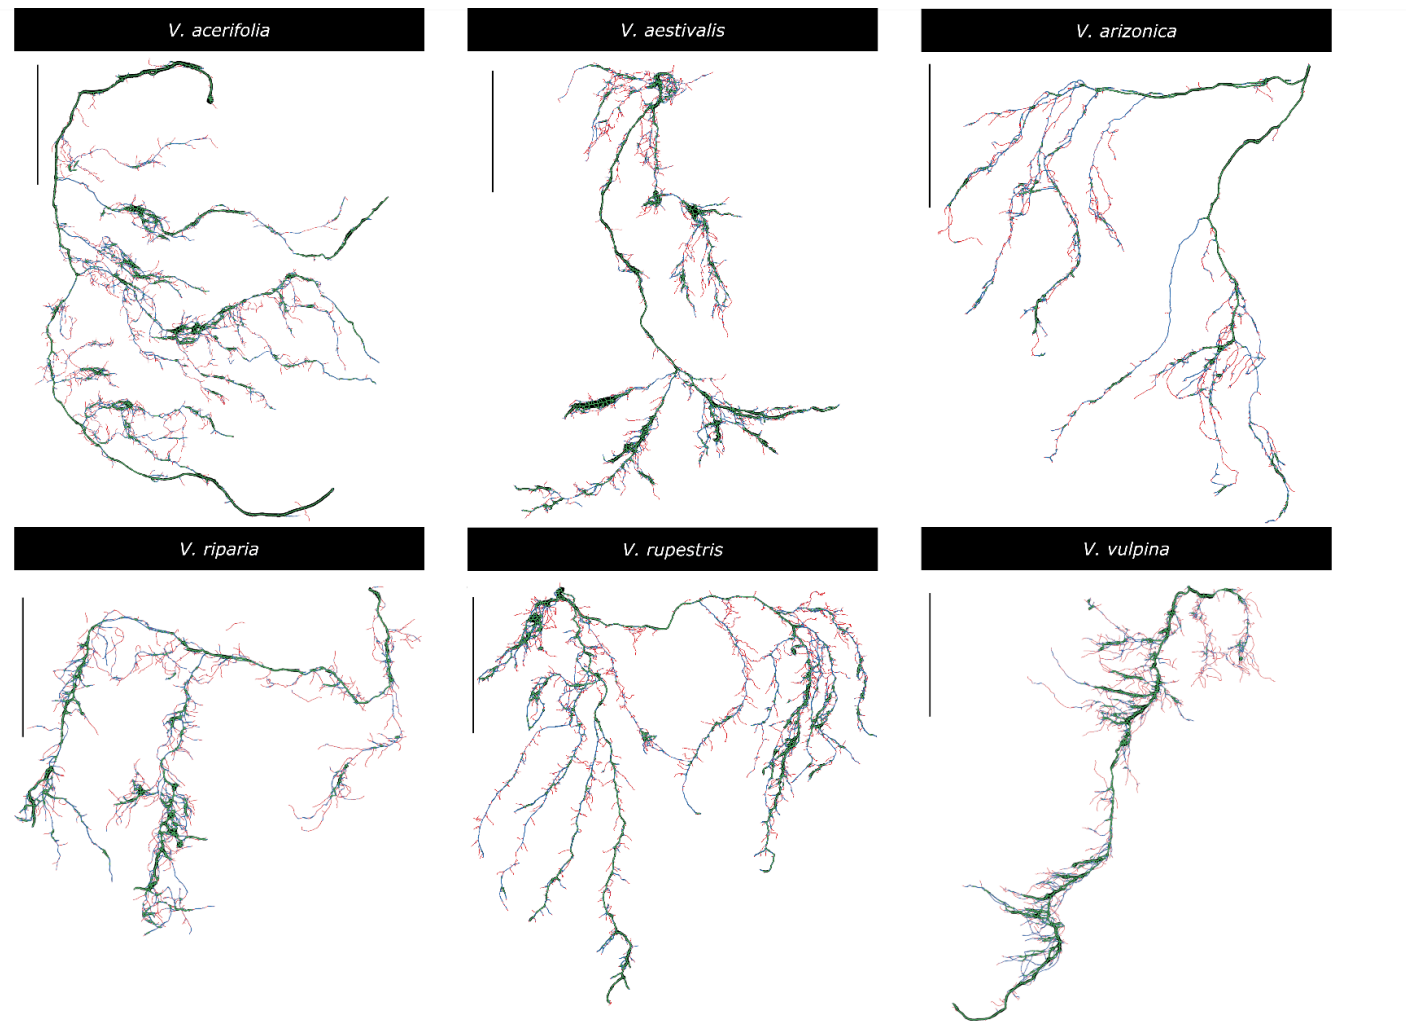 V. acerifolia
V. aestivalis
V. arizonica
V. riparia
V. rupestris
V. vulpina